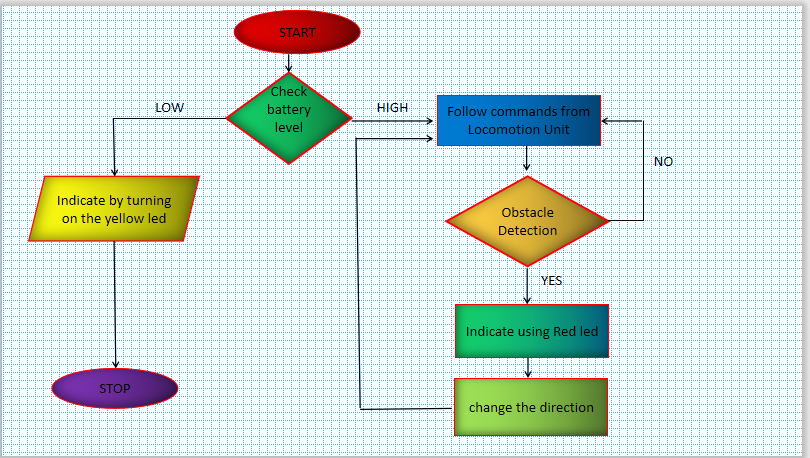 START
Check
battery
level
LOW
HIGH
Follow commands from
Locomotion Unit
NO
Indicate by turning
on the yellow led
Obstacle
Detection
YES
Indicate using Red led
STOP
change the direction